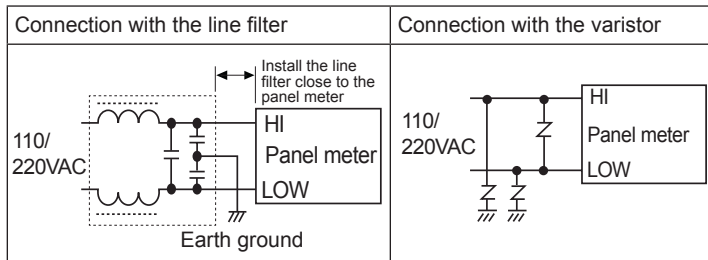 Connection with the line filter
Connection with the varistor
Install the line
filter close to the
panel meter
110/
220VAC
HI
Panel meter
LOW
Earth ground
110/
220VAC
HI
Panel meter
LOW